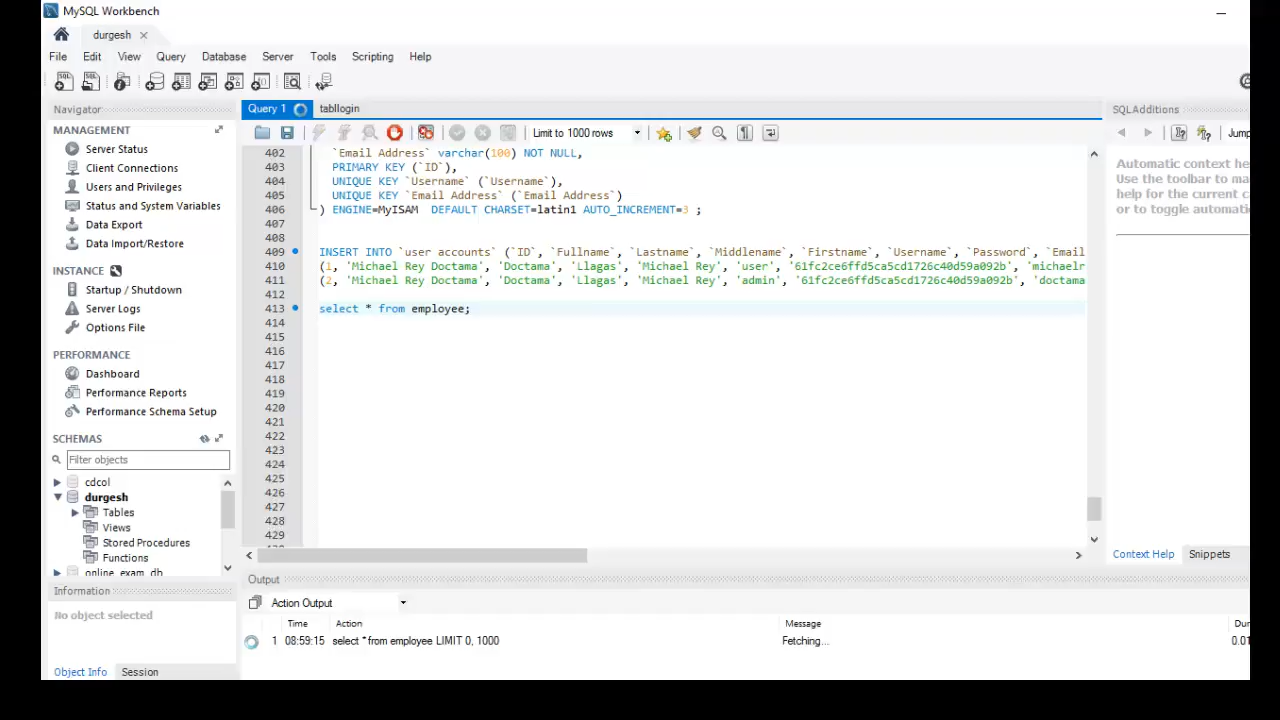 MySQL Workbench
durgesh
File Edit View Query Database Server Tools Scripting Help
Navigator
MANAGEMENT
Server Status
Client Connections
Users and Privileges
Status and System Variables
Data Export
Data Import/Restore
INSTANCE
Startup / Shutdown
Server Logs
Options File
PERFORMANCE
Dashboard
Performance Reports
Performance Schema Setup
SCHEMAS
Filter objects
cdcol
durgesh
Tables
Views
Stored Procedures
Functions
online_exam_db
Information
No object selected
Object Info Session
Query 1 tabllogin
Limit to 1000 rows
402 `Email Address` varchar(100) NOT NULL,
403 PRIMARY KEY (`ID`),
404 UNIQUE KEY `Username` (`Username`),
405 UNIQUE KEY `Email Address` (`Email Address`)
406 ) ENGINE=MyISAM DEFAULT CHARSET=latin1 AUTO_INCREMENT=3 ;
407
408
409 INSERT INTO `user accounts` (`ID`, `Fullname`, `Lastname`, `Middlename`, `Firstname`, `Username`, `Password`, `Email
410 (1, 'Michael Rey Doctama', 'Doctama', 'Llagas', 'Michael Rey', 'user', '61fc2ce6ffd5ca5cd1726c40d59a092b', 'michaelr
411 (2, 'Michael Rey Doctama', 'Doctama', 'Llagas', 'Michael Rey', 'admin', '61fc2ce6ffd5ca5cd1726c40d59a092b', 'doctama
412
413 select * from employee;
414
415
416
417
418
419
420
421
422
423
424
425
426
427
428
429
Output
Action Output
Time Action Message Dur
1 08:59:15 select * from employee LIMIT 0, 1000 Fetching... 0.01
SQLAdditions
Jump
Automatic context he
Use the toolbar to ma
help for the current c
or to toggle automati
Context Help Snippets